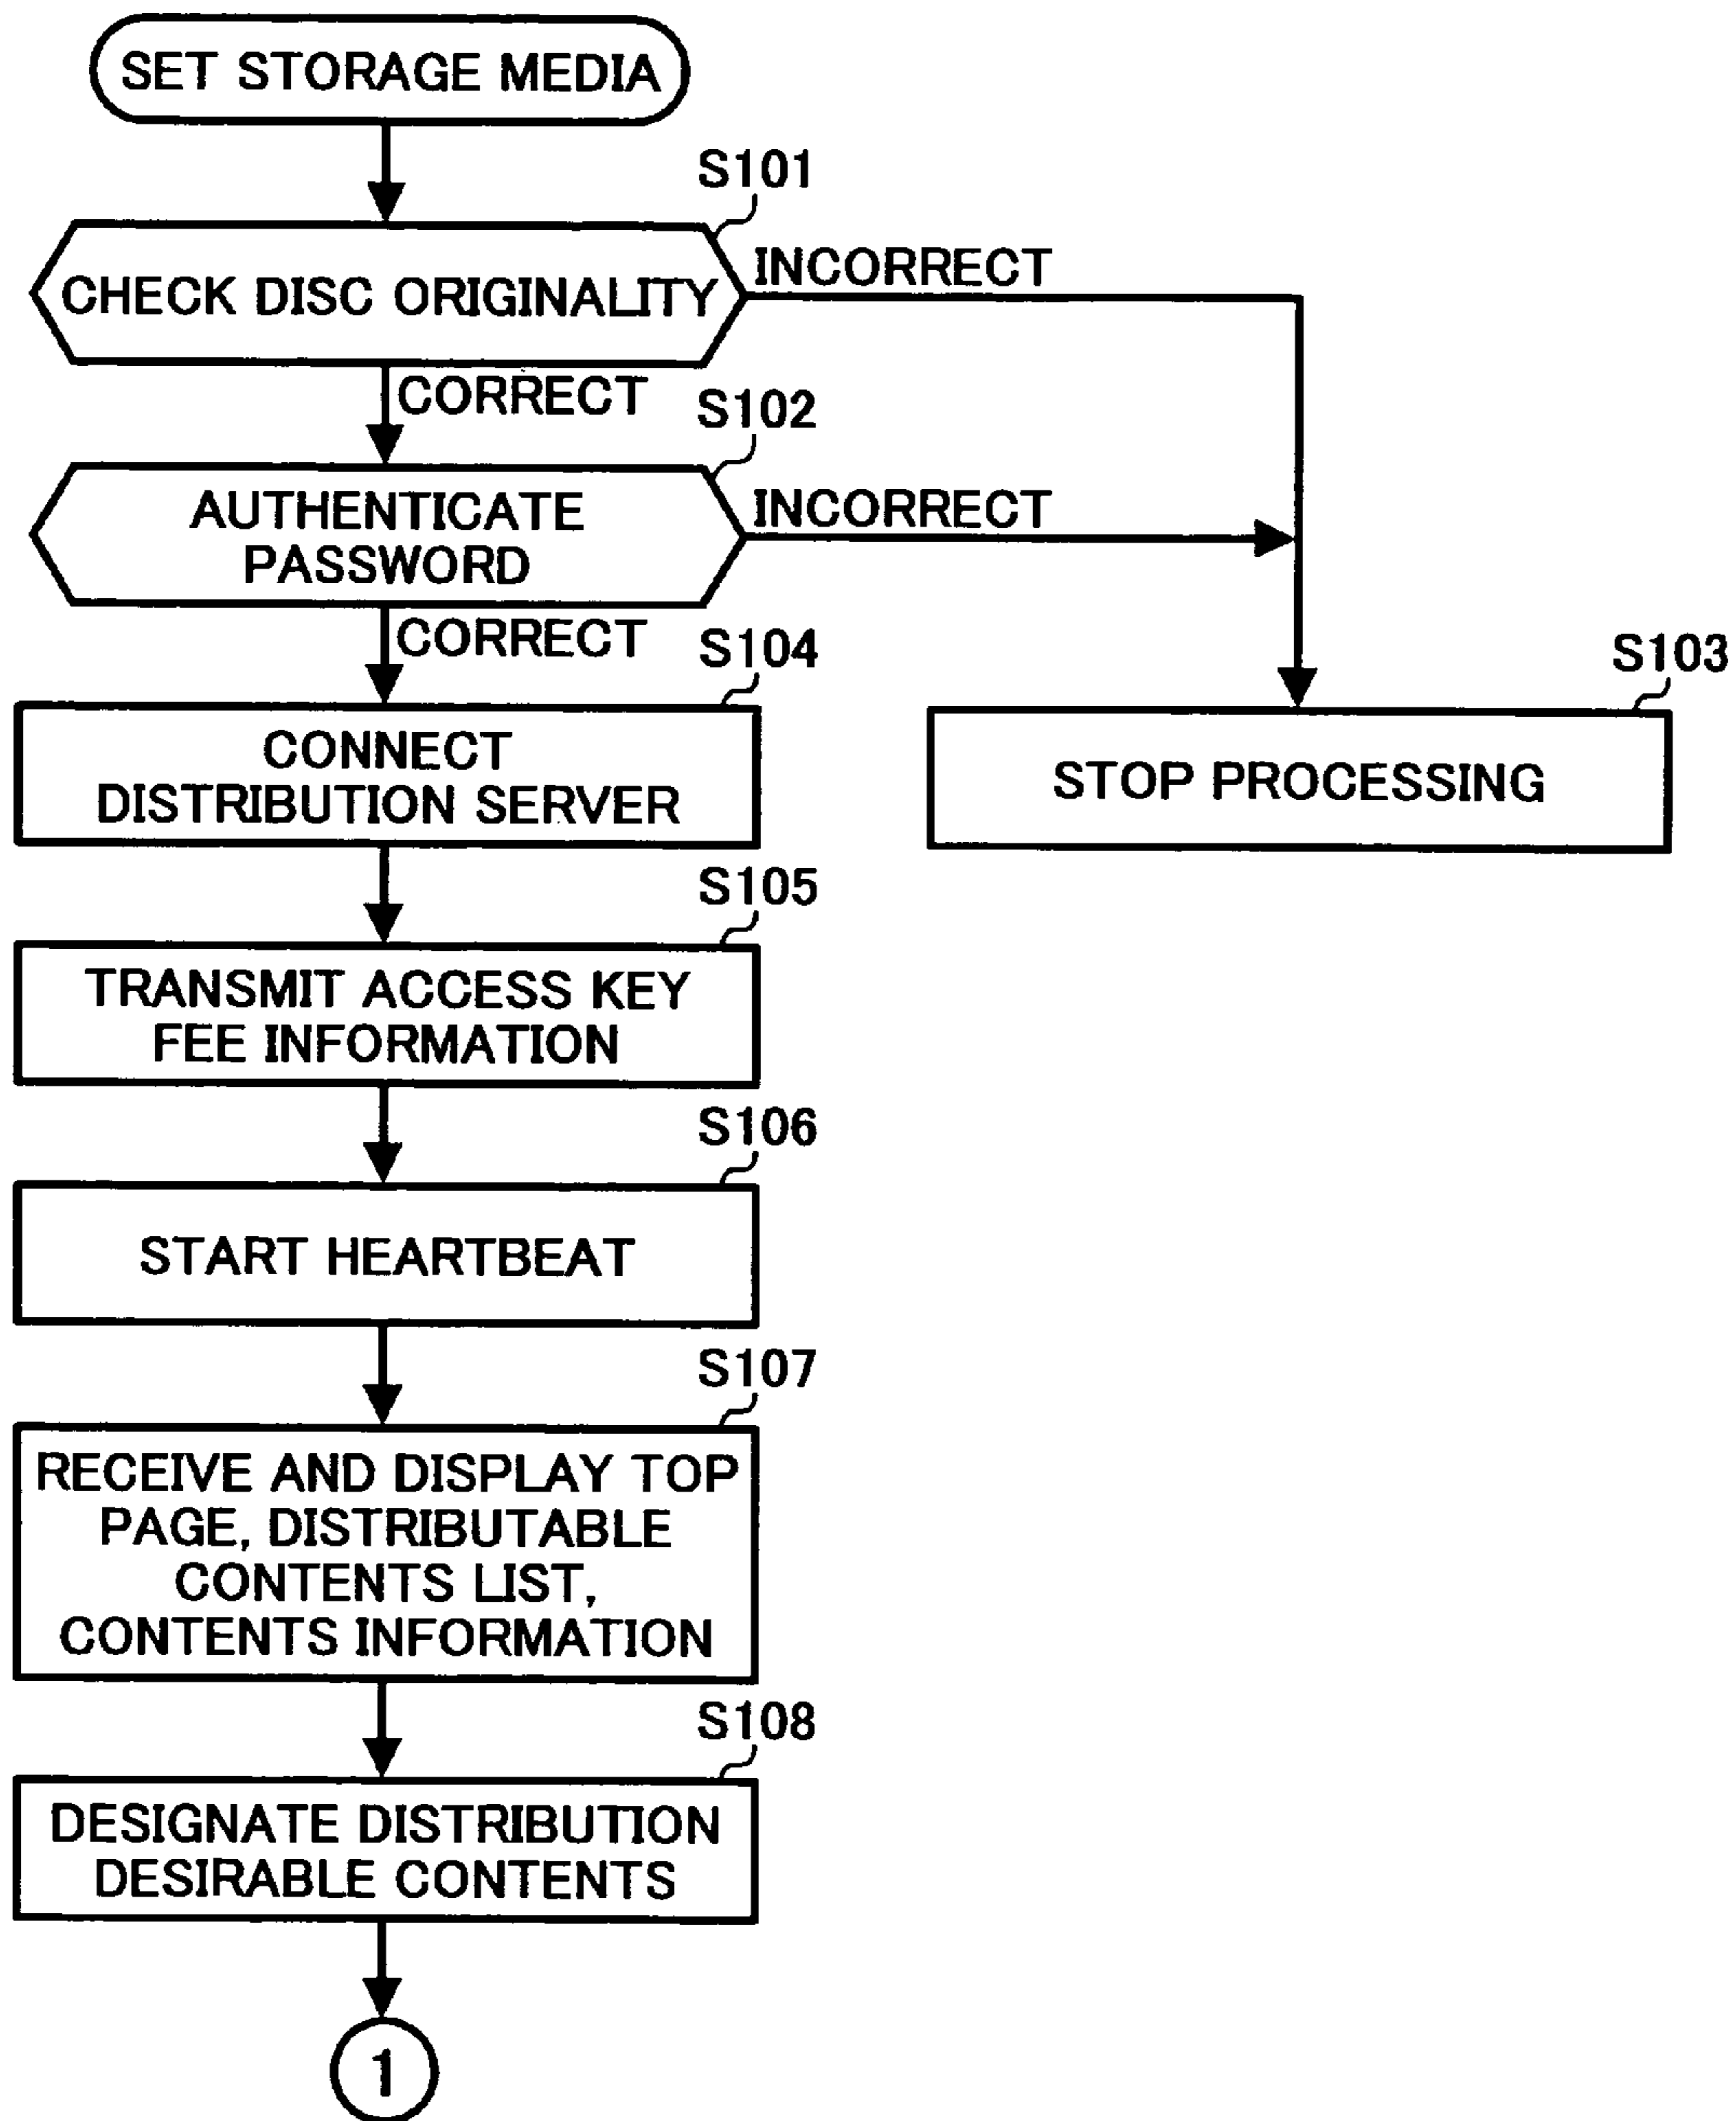 SET STORAGE MEDIA
S101
CHECK DISC ORIGINALITY
INCORRECT
CORRECT
S102
AUTHENTICATE
PASSWORD
INCORRECT
CORRECT
S104
CONNECT
DISTRIBUTION SERVER
S103
STOP PROCESSING
S105
TRANSMIT ACCESS KEY
FEE INFORMATION
S106
START HEARTBEAT
S107
RECEIVE AND DISPLAY TOP
PAGE, DISTRIBUTABLE
CONTENTS LIST,
CONTENTS INFORMATION
S108
DESIGNATE DISTRIBUTION
DESIRABLE CONTENTS
1